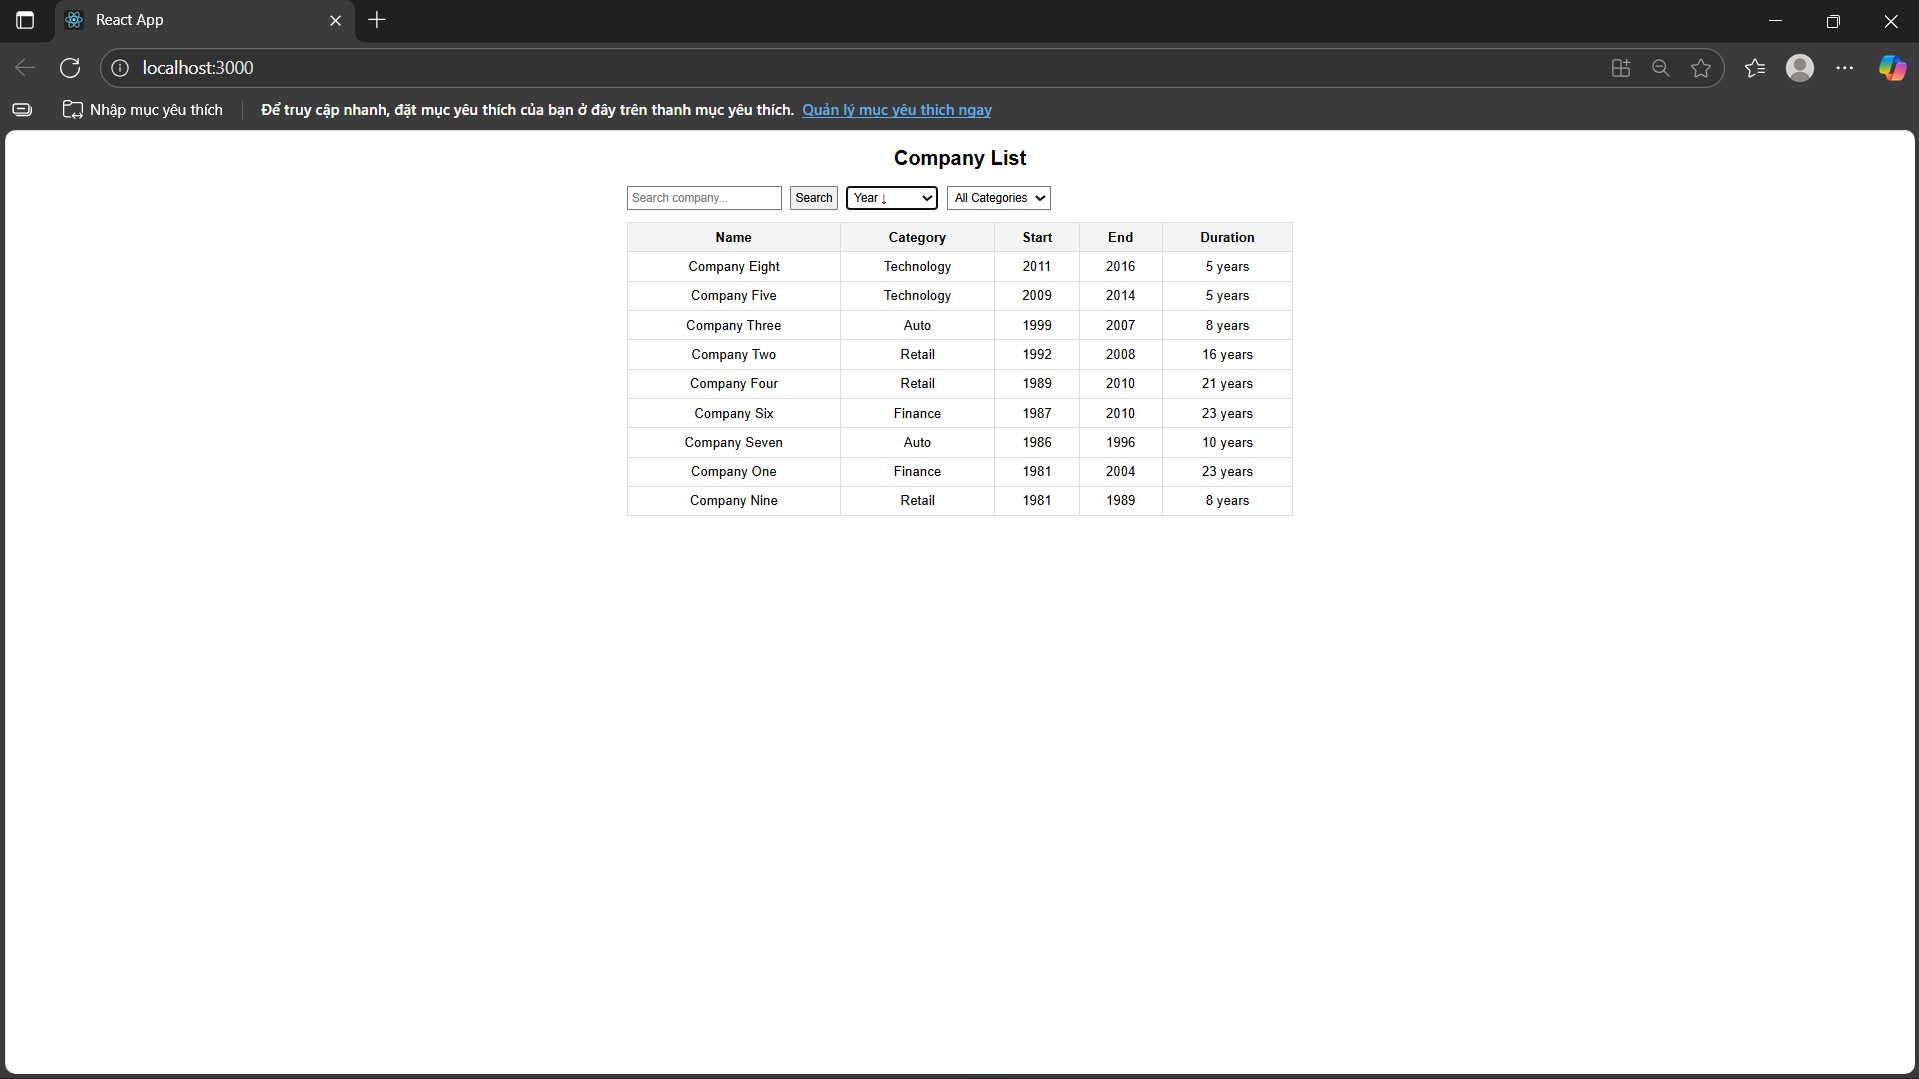 React App
localhost:3000
Nhập mục yêu thích Để truy cập nhanh, đặt mục yêu thích của bạn ở đây trên thanh mục yêu thích. Quản lý mục yêu thích ngay
Company List
Search company... Search Year ↓ All Categories
Name Category Start End Duration
Company Eight Technology 2011 2016 5 years
Company Five Technology 2009 2014 5 years
Company Three Auto 1999 2007 8 years
Company Two Retail 1992 2008 16 years
Company Four Retail 1989 2010 21 years
Company Six Finance 1987 2010 23 years
Company Seven Auto 1986 1996 10 years
Company One Finance 1981 2004 23 years
Company Nine Retail 1981 1989 8 years